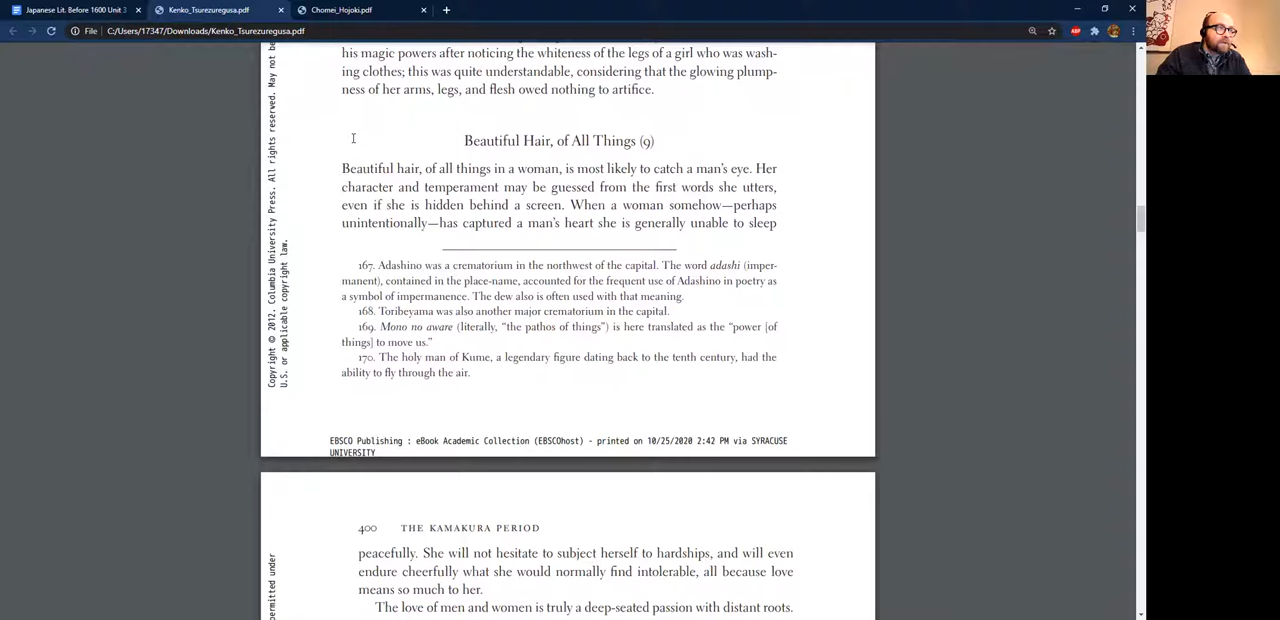 Japanese Lit. Before 1600 Unit 3
Kenko_Tsurezuregusa.pdf
Chomei_Hojoki.pdf
File
C:/Users/17347/Downloads/Kenko_Tsurezuregusa.pdf
ABP
his magic powers after noticing the whiteness of the legs of a girl who was wash-
ing clothes; this was quite understandable, considering that the glowing plump-
ness of her arms, legs, and flesh owed nothing to artifice.
Beautiful Hair, of All Things (9)
Beautiful hair, of all things in a woman, is most likely to catch a man's eye. Her
character and temperament may be guessed from the first words she utters,
even if she is hidden behind a screen. When a woman somehow—perhaps
unintentionally—has captured a man's heart she is generally unable to sleep
167. Adashino was a crematorium in the northwest of the capital. The word adashi (imper-
manent), contained in the place-name, accounted for the frequent use of Adashino in poetry as
a symbol of impermanence. The dew also is often used with that meaning.
168. Toribeyama was also another major crematorium in the capital.
169. Mono no aware (literally, “the pathos of things”) is here translated as the “power [of
things] to move us.”
170. The holy man of Kume, a legendary figure dating back to the tenth century, had the
ability to fly through the air.
Copyright © 2012. Columbia University Press. All rights reserved. May not be
U.S. or applicable copyright law.
EBSCO Publishing : eBook Academic Collection (EBSCOhost) - printed on 10/25/2020 2:42 PM via SYRACUSE
UNIVERSITY
400 THE KAMAKURA PERIOD
peacefully. She will not hesitate to subject herself to hardships, and will even
endure cheerfully what she would normally find intolerable, all because love
means so much to her.
The love of men and women is truly a deep-seated passion with distant roots.
permitted under